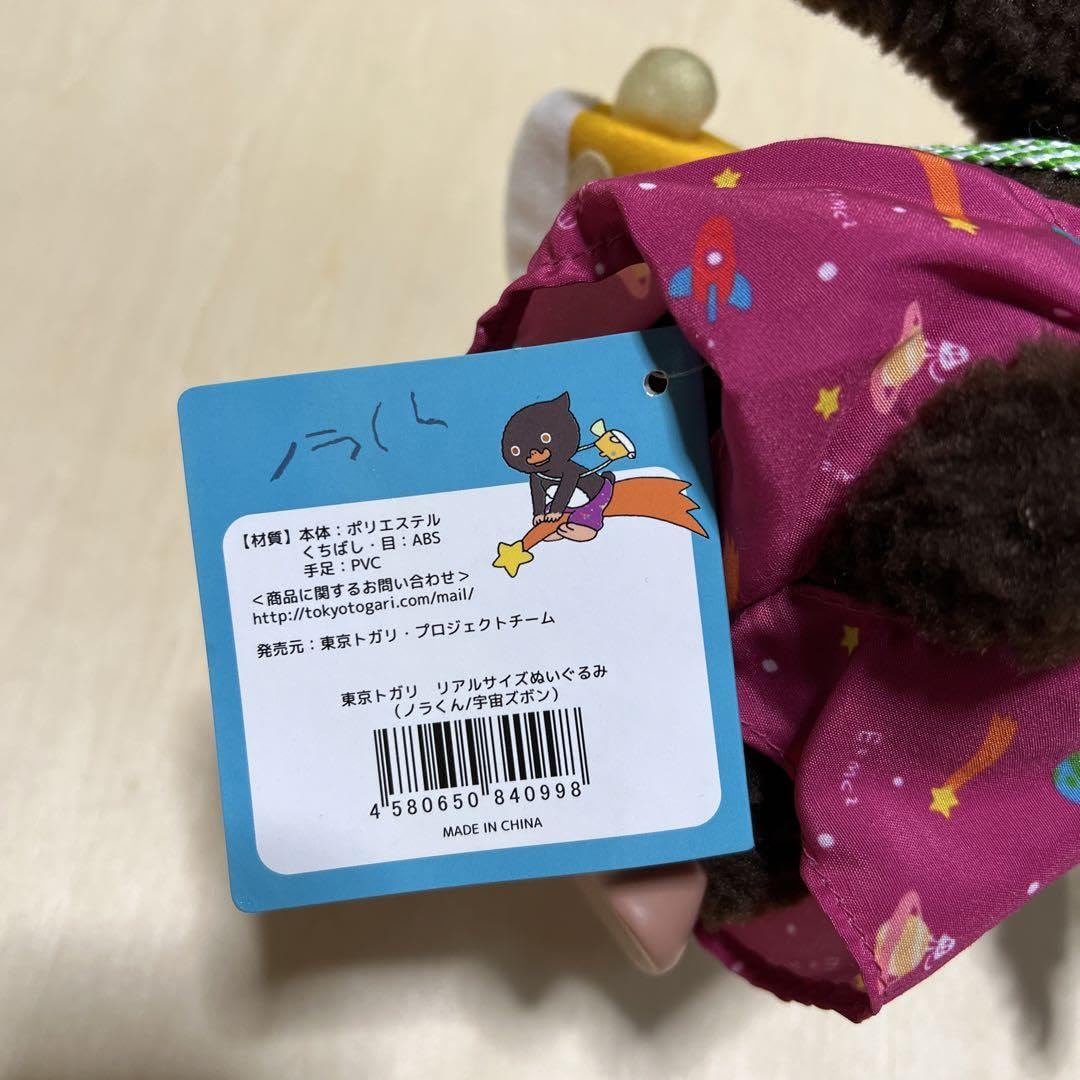 ノラくん
【材質】本体：ポリエステル
くちばし・目：ABS
手足：PVC
＜商品に関するお問い合わせ＞
http://tokyotogari.com/mail/
発売元：東京トガリ・プロジェクトチーム
東京トガリ　リアルサイズぬいぐるみ
（ノラくん/宇宙ズボン）
4 580650 840998
MADE IN CHINA
E=mc2